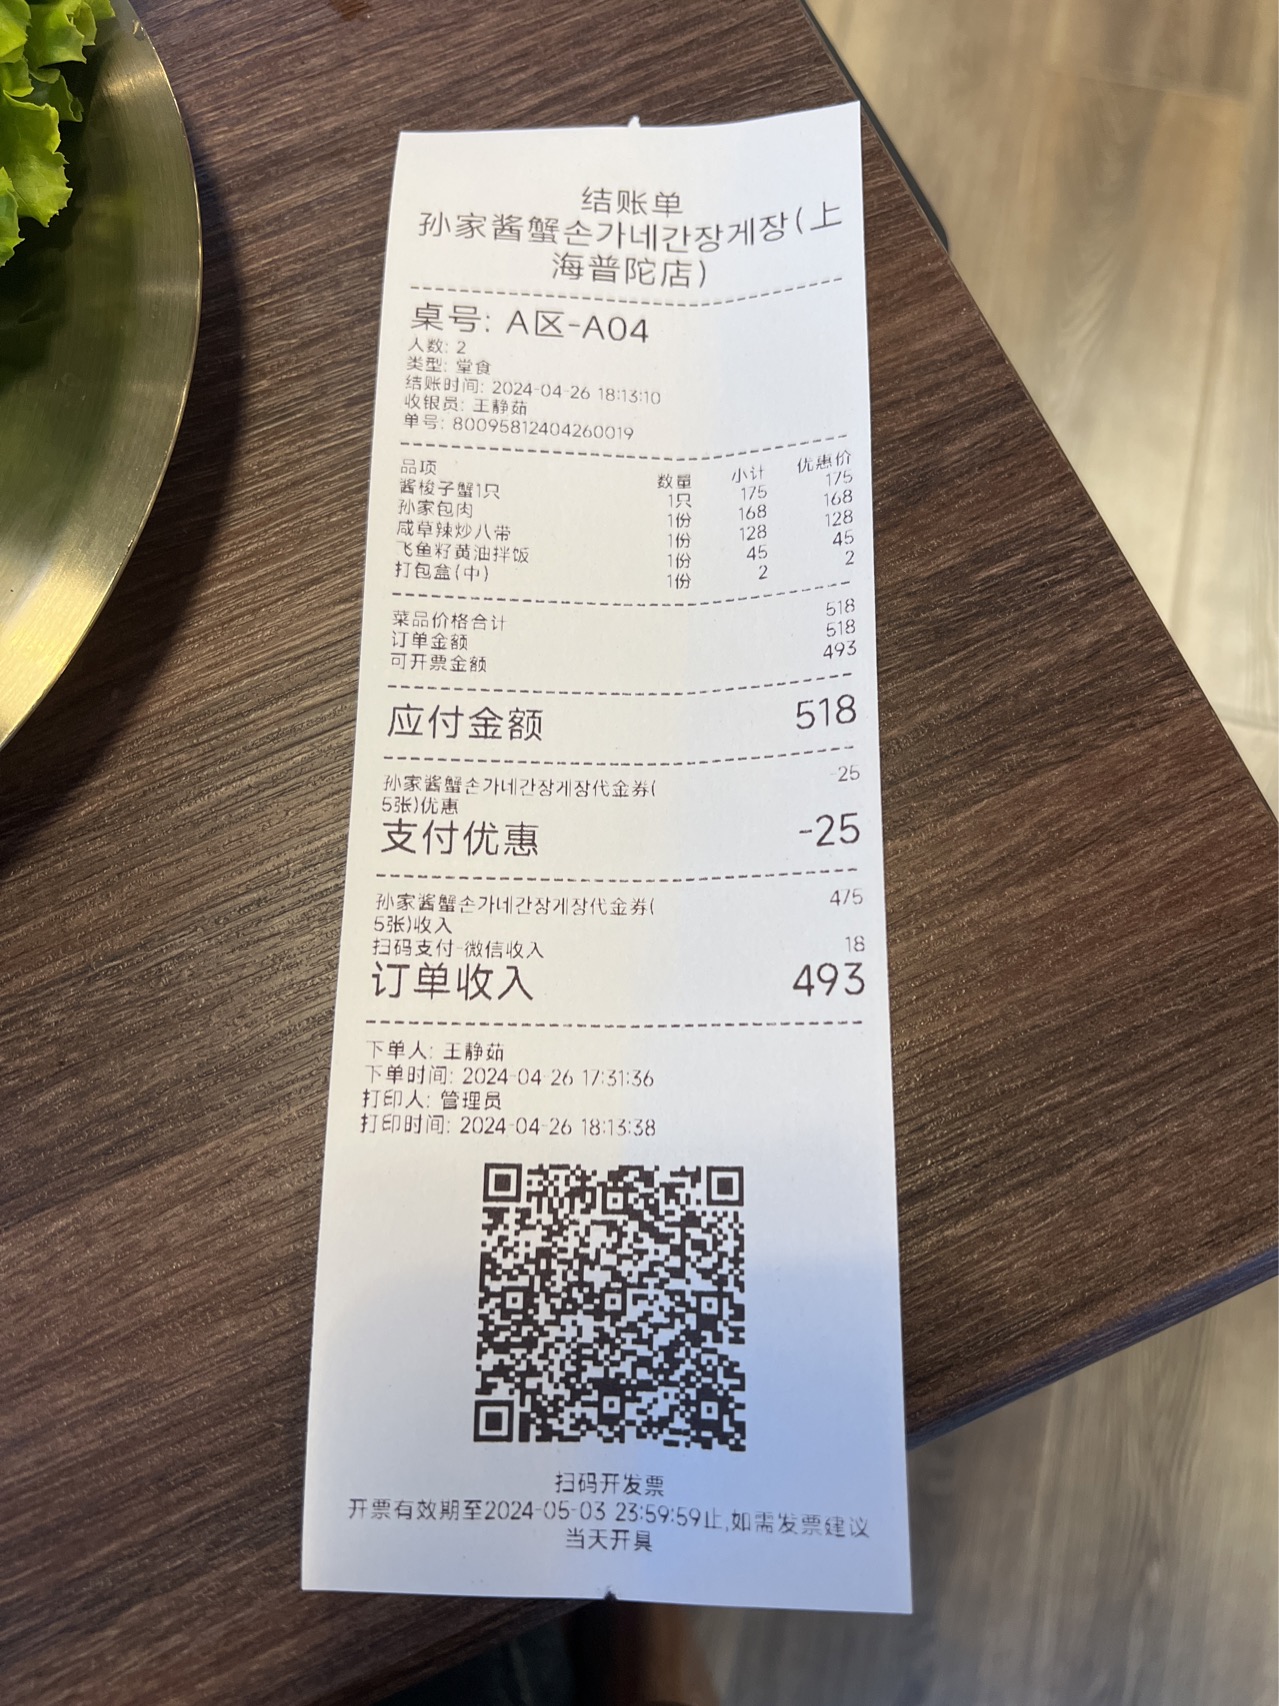 结账单
孙家酱蟹손가네간장게장(上
海普陀店)
桌号: A区-A04
人数: 2
类型: 堂食
结账时间: 2024-04-26 18:13:10
收银员: 王静茹
单号: 80095812404260019
品项 数量 小计 优惠价
酱梭子蟹1只 1只 175 175
孙家包肉 1份 168 168
咸草辣炒八带 1份 128 128
飞鱼籽黄油拌饭 1份 45 45
打包盒(中) 1份 2 2
菜品价格合计 518
订单金额 518
可开票金额 493
应付金额 518
孙家酱蟹손가네간장게장代金券( -25
5张)优惠
支付优惠 -25
孙家酱蟹손가네간장게장代金券( 475
5张)收入
扫码支付-微信收入 18
订单收入 493
下单人: 王静茹
下单时间: 2024-04-26 17:31:36
打印人: 管理员
打印时间: 2024-04-26 18:13:38
扫码开发票
开票有效期至2024-05-03 23:59:59止,如需发票建议
当天开具